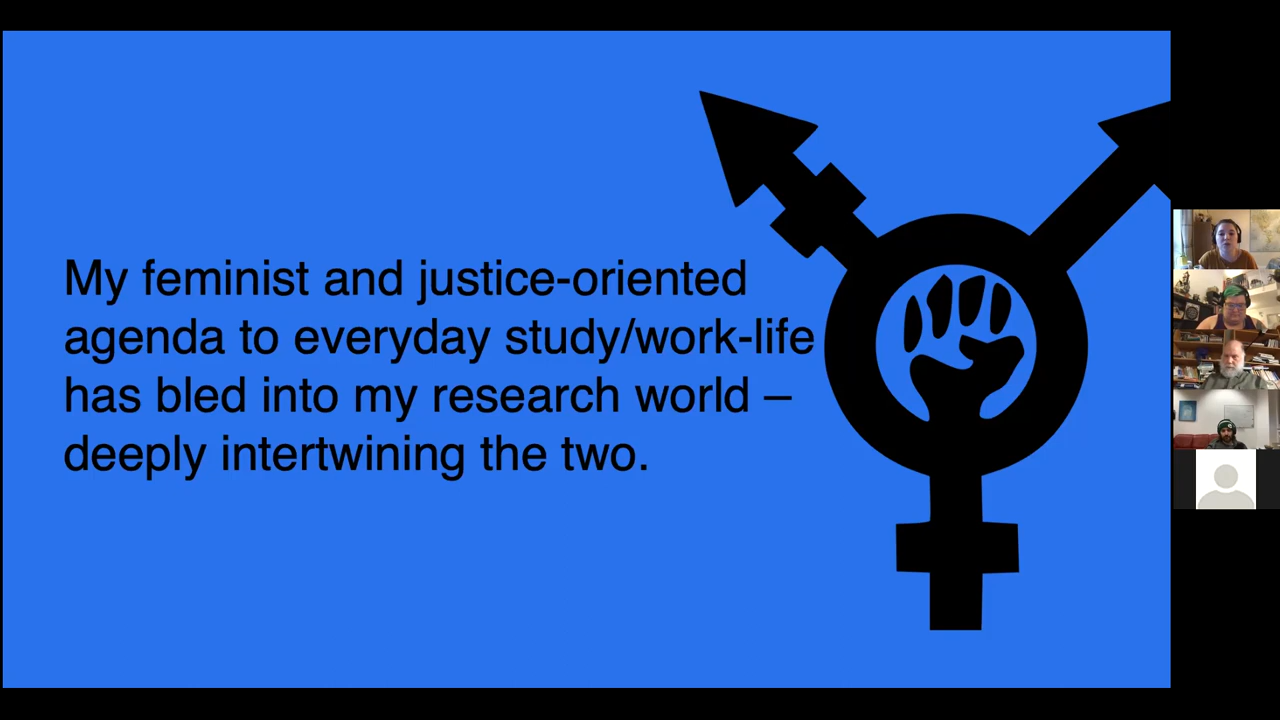 My feminist and justice-oriented
agenda to everyday study/work-life
has bled into my research world –
deeply intertwining the two.